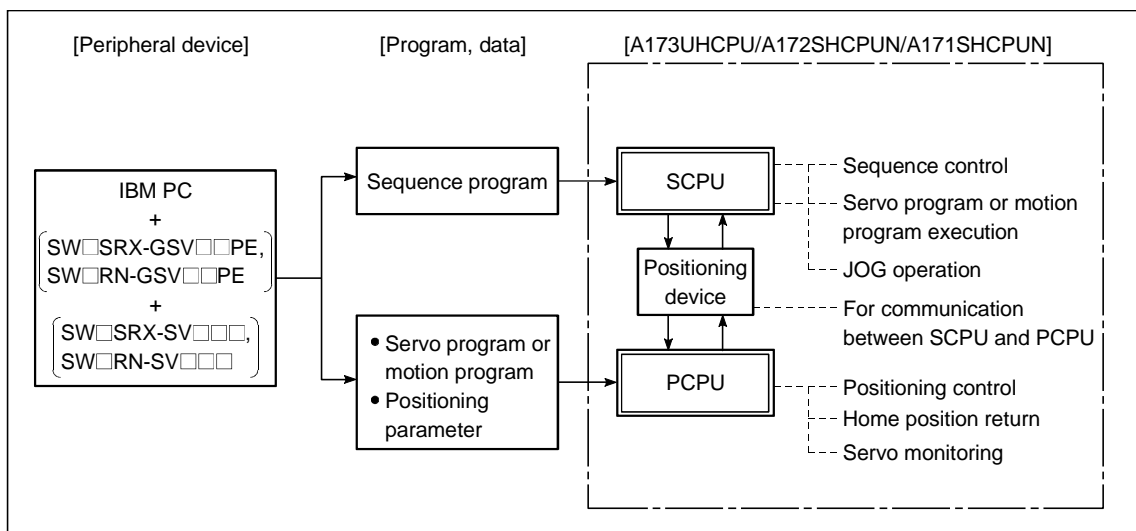 [Peripheral device]
[Program, data]
[A173UHCPU/A172SHCPUN/A171SHCPUN]
IBM PC
+
SW□SRX-GSV□□PE,
SW□RN-GSV□□PE
+
SW□SRX-SV□□□,
SW□RN-SV□□□
Sequence program
• Servo program or
motion program
• Positioning
parameter
SCPU
Positioning
device
PCPU
Sequence control
Servo program or motion
program execution
JOG operation
For communication
between SCPU and PCPU
Positioning control
Home position return
Servo monitoring